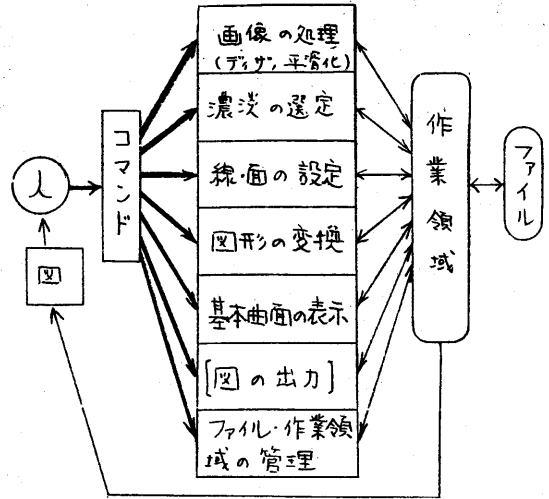 画像の処理
(ディザ, 平滑化)
濃淡の選定
線・面の設定
図形の変換
基本曲面の表示
[図の出力]
ファイル・作業領
域の管理
コマンド
人
図
作業領域
ファイル